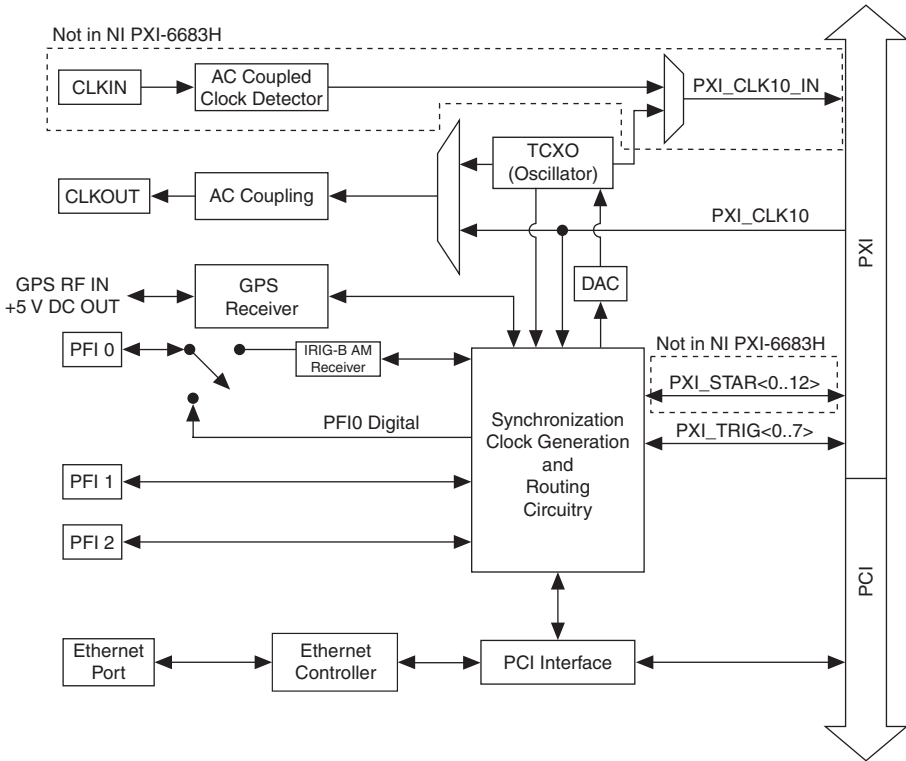 Not in NI PXI-6683H
CLKIN
AC Coupled
Clock Detector
PXI_CLK10_IN
TCXO
(Oscillator)
CLKOUT
AC Coupling
PXI_CLK10
PXI
GPS RF IN
+5 V DC OUT
GPS
Receiver
DAC
PFI 0
IRIG-B AM
Receiver
Not in NI PXI-6683H
PXI_STAR<0..12>
PFI0 Digital
Synchronization
Clock Generation
and
Routing
Circuitry
PXI_TRIG<0..7>
PFI 1
PFI 2
PCI
Ethernet
Port
Ethernet
Controller
PCI Interface